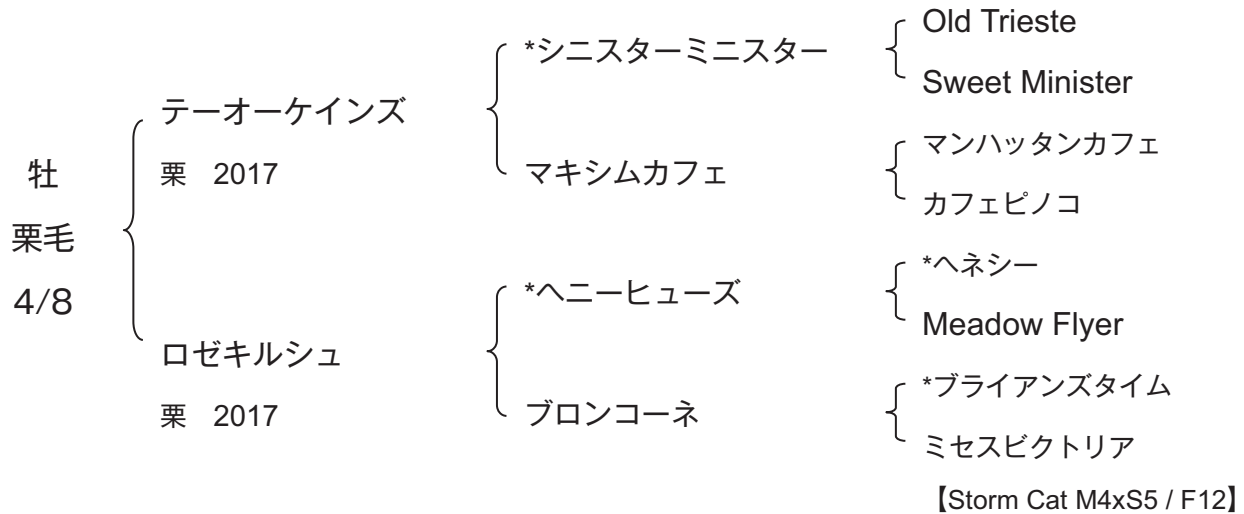 牡
栗毛
4/8
テーオーケインズ
栗 2017
ロゼキルシュ
栗 2017
*シニスターミニスター
マキシムカフェ
*ヘニーヒューズ
ブロンコーネ
Old Trieste
Sweet Minister
マンハッタンカフェ
カフェピノコ
*ヘネシー
Meadow Flyer
*ブライアンズタイム
ミセスビクトリア
【Storm Cat M4xS5 / F12】